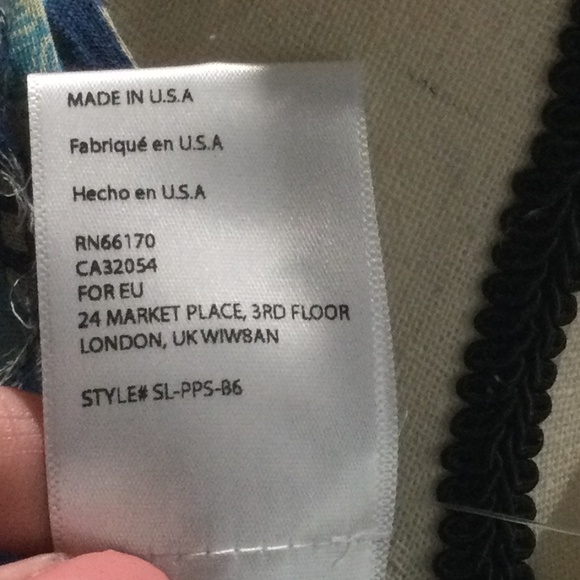 MADE IN U.S.A
Fabriqué en U.S.A
Hecho en U.S.A
RN66170
CA32054
FOR EU
24 MARKET PLACE, 3RD FLOOR
LONDON, UK WIW8AN
STYLE# SL-PPS-B6